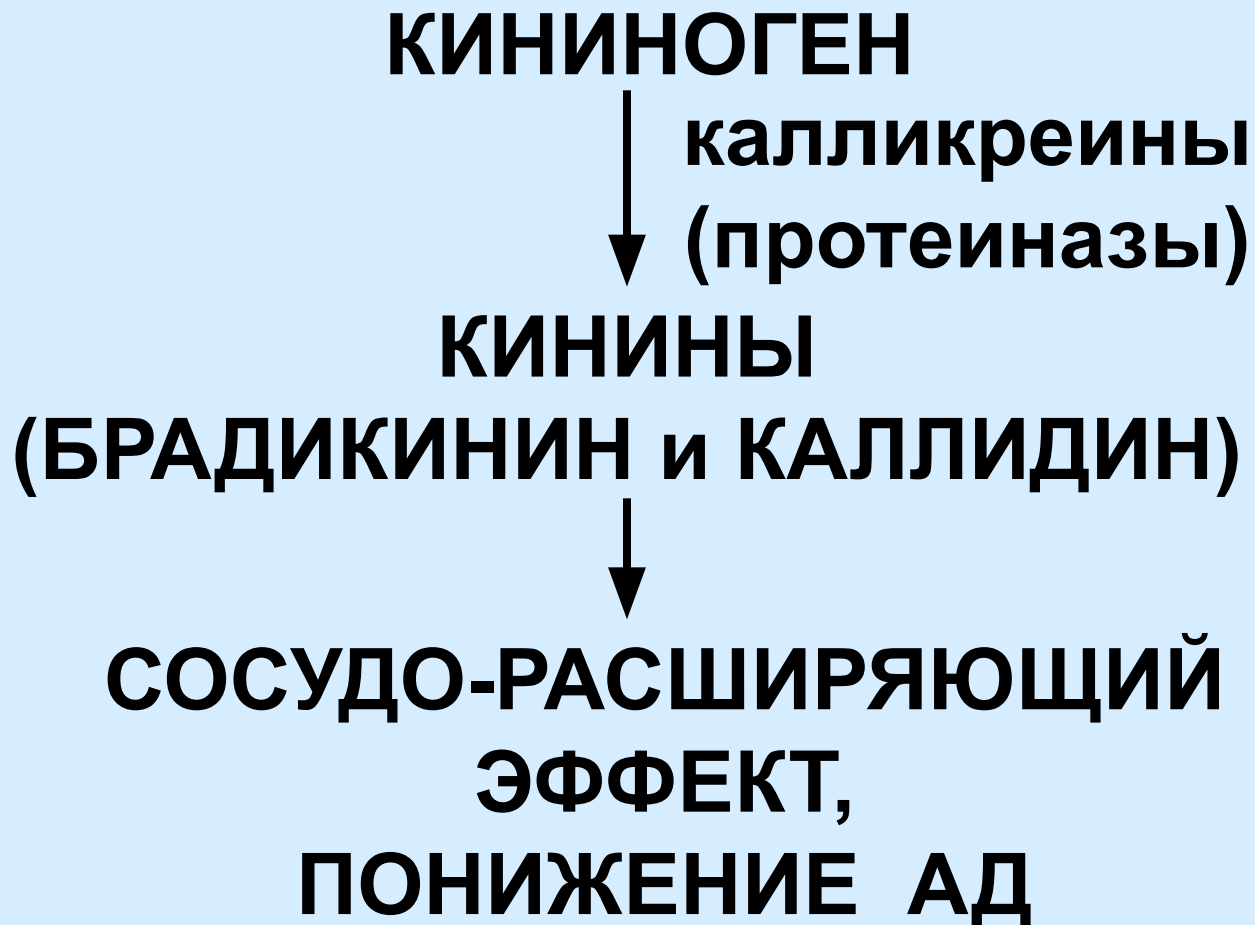 КИНИНОГЕН
калликреины
(протеиназы)
КИНИНЫ
(БРАДИКИНИН и КАЛЛИДИН)
СОСУДО-РАСШИРЯЮЩИЙ
ЭФФЕКТ,
ПОНИЖЕНИЕ АД